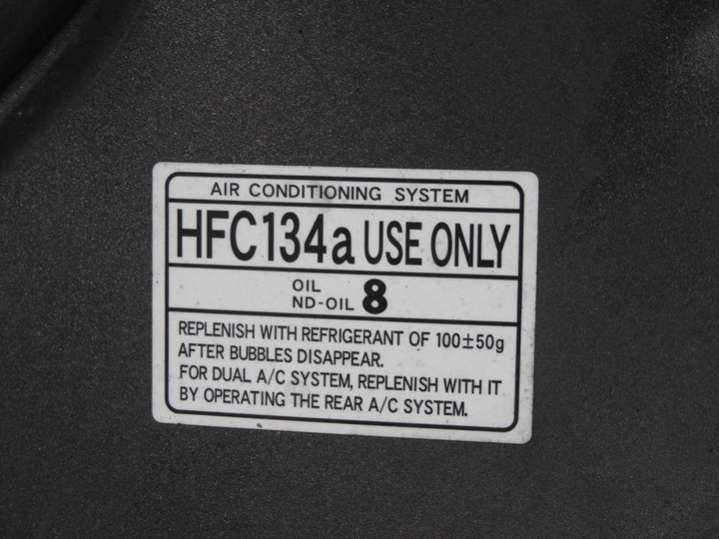 AIR CONDITIONING SYSTEM
HFC134a USE ONLY
OIL
ND-OIL 8
REPLENISH WITH REFRIGERANT OF 100±50g
AFTER BUBBLES DISAPPEAR.
FOR DUAL A/C SYSTEM, REPLENISH WITH IT
BY OPERATING THE REAR A/C SYSTEM.